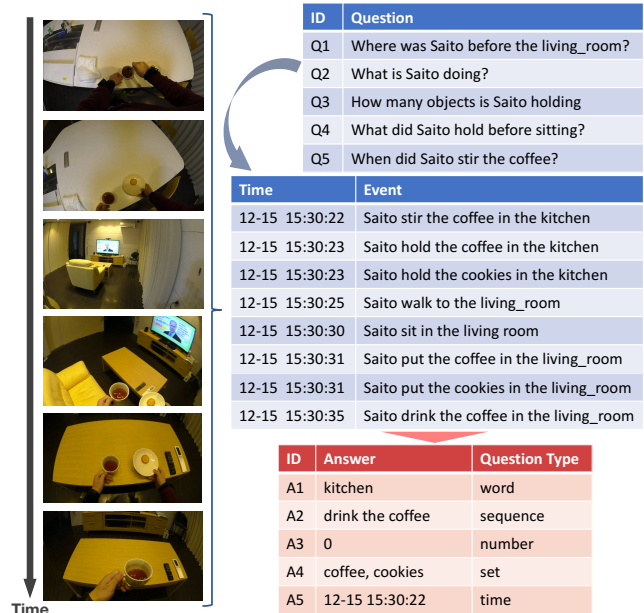 ID Question
Q1 Where was Saito before the living_room?
Q2 What is Saito doing?
Q3 How many objects is Saito holding
Q4 What did Saito hold before sitting?
Q5 When did Saito stir the coffee?
Time Event
12-15 15:30:22 Saito stir the coffee in the kitchen
12-15 15:30:23 Saito hold the coffee in the kitchen
12-15 15:30:23 Saito hold the cookies in the kitchen
12-15 15:30:25 Saito walk to the living_room
12-15 15:30:30 Saito sit in the living room
12-15 15:30:31 Saito put the coffee in the living_room
12-15 15:30:31 Saito put the cookies in the living_room
12-15 15:30:35 Saito drink the coffee in the living_room
ID Answer Question Type
A1 kitchen word
A2 drink the coffee sequence
A3 0 number
A4 coffee, cookies set
A5 12-15 15:30:22 time
Time